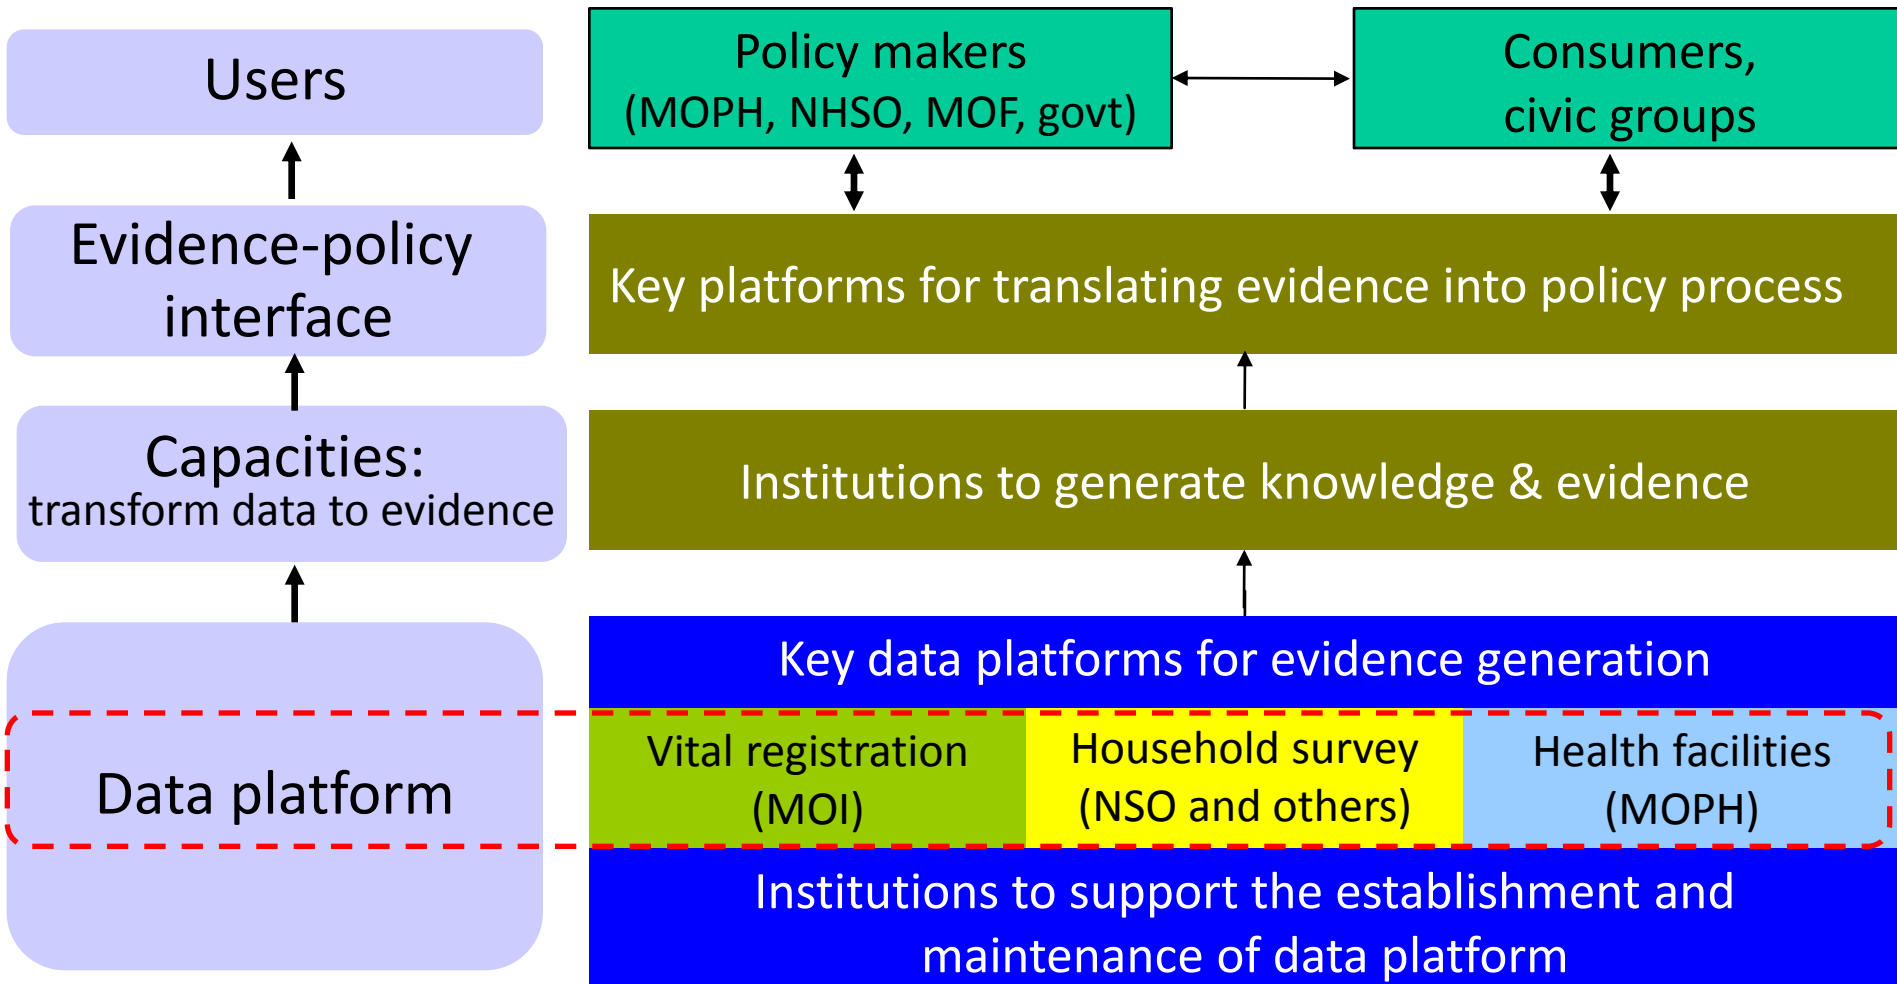 Users
Policy makers
(MOPH, NHSO, MOF, govt)
Consumers,
civic groups
Evidence-policy
interface
Key platforms for translating evidence into policy process
Capacities:
transform data to evidence
Institutions to generate knowledge & evidence
Data platform
Key data platforms for evidence generation
Vital registration
(MOI)
Household survey
(NSO and others)
Health facilities
(MOPH)
Institutions to support the establishment and
maintenance of data platform